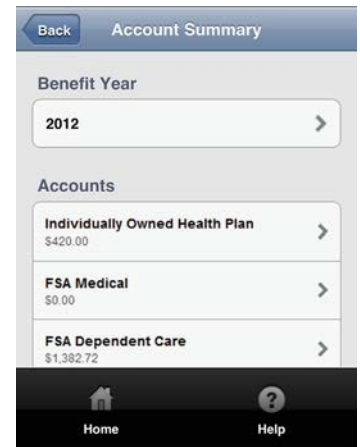 Back
Account Summary
Benefit Year
2012
Accounts
Individually Owned Health Plan
$420.00
FSA Medical
$0.00
FSA Dependent Care
$1,382.72
Home
Help